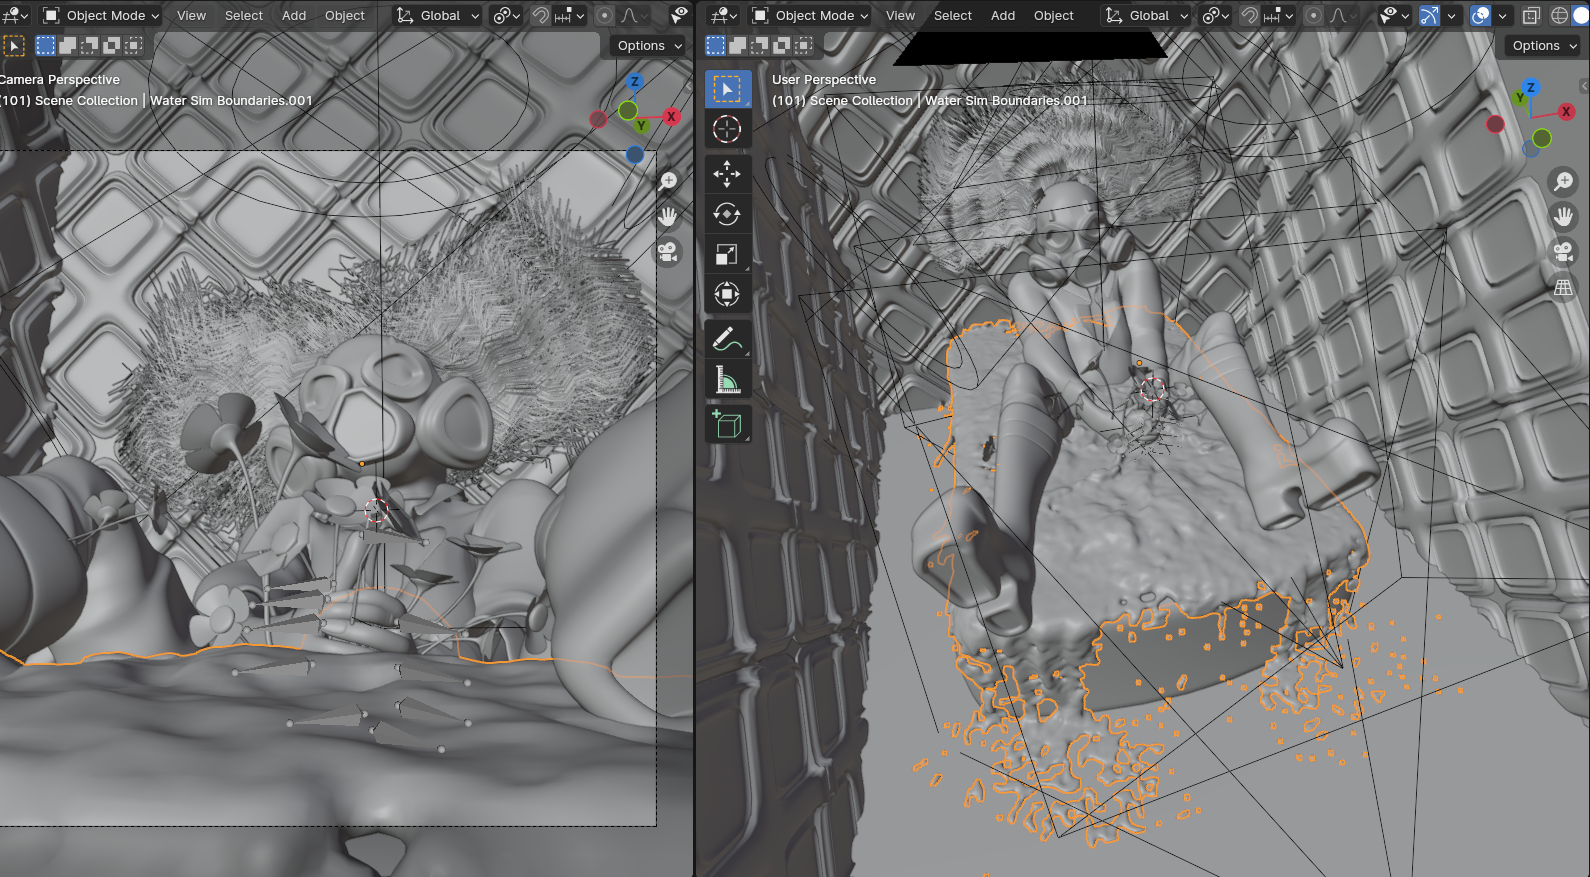 Object Mode View Select Add Object Global
Options
Camera Perspective
(101) Scene Collection | Water Sim Boundaries.001
Z
X
Y
Object Mode View Select Add Object Global
Options
User Perspective
(101) Scene Collection | Water Sim Boundaries.001
Z
Y
X